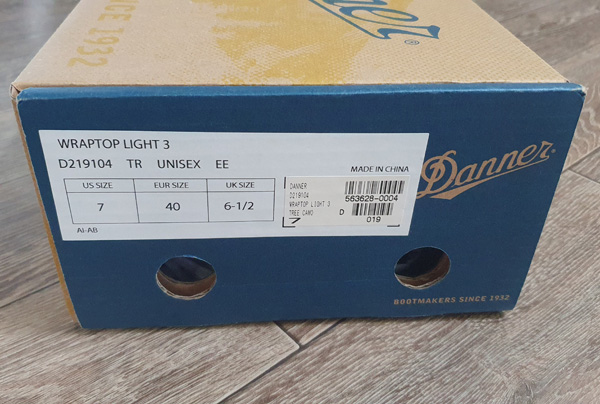 SINCE 1932
Danner
®
WRAPTOP LIGHT 3
D219104 TR UNISEX EE
MADE IN CHINA
US SIZE EUR SIZE UK SIZE
7 40 6-1/2
AI-AB
DANNER
D219104
WRAPTOP LIGHT 3
TREE CAMO
7
563628-0004
D
019
Danner
BOOTMAKERS SINCE 1932